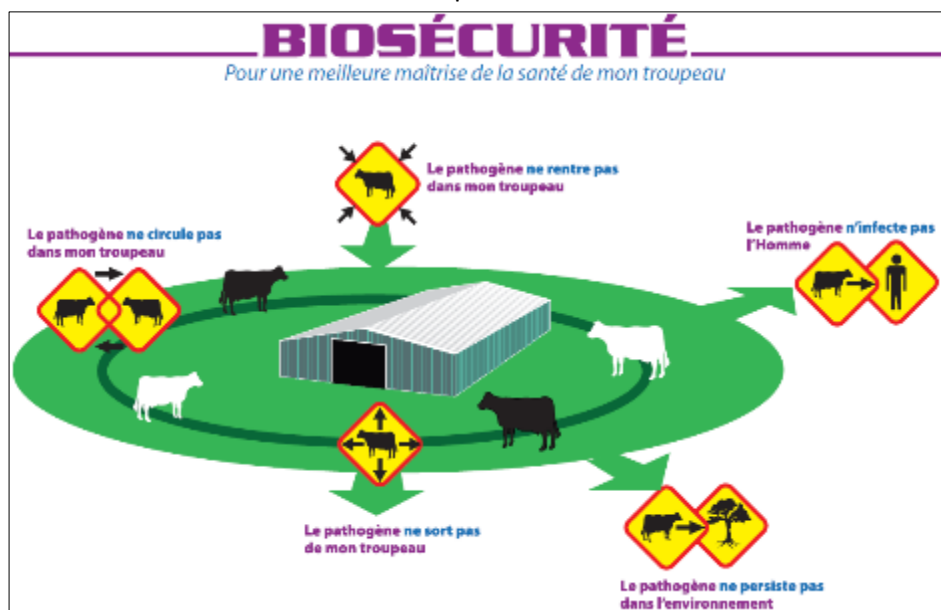 BIOSÉCURITÉ
Pour une meilleure maîtrise de la santé de mon troupeau
Le pathogène ne rentre pas
dans mon troupeau
Le pathogène ne circule pas
dans mon troupeau
Le pathogène n'infecte pas
l'Homme
Le pathogène ne sort pas
de mon troupeau
Le pathogène ne persiste pas
dans l'environnement